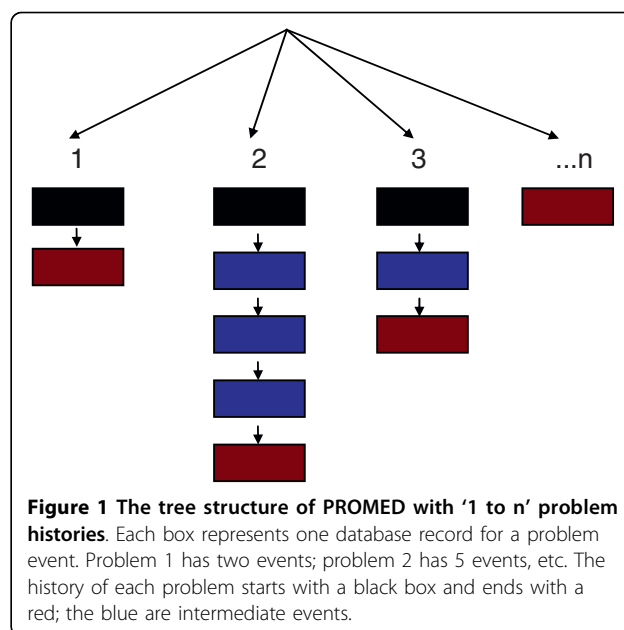 1 2 3 ...n
Figure 1 The tree structure of PROMED with ‘1 to n’ problem
histories. Each box represents one database record for a problem
event. Problem 1 has two events; problem 2 has 5 events, etc. The
history of each problem starts with a black box and ends with a
red; the blue are intermediate events.